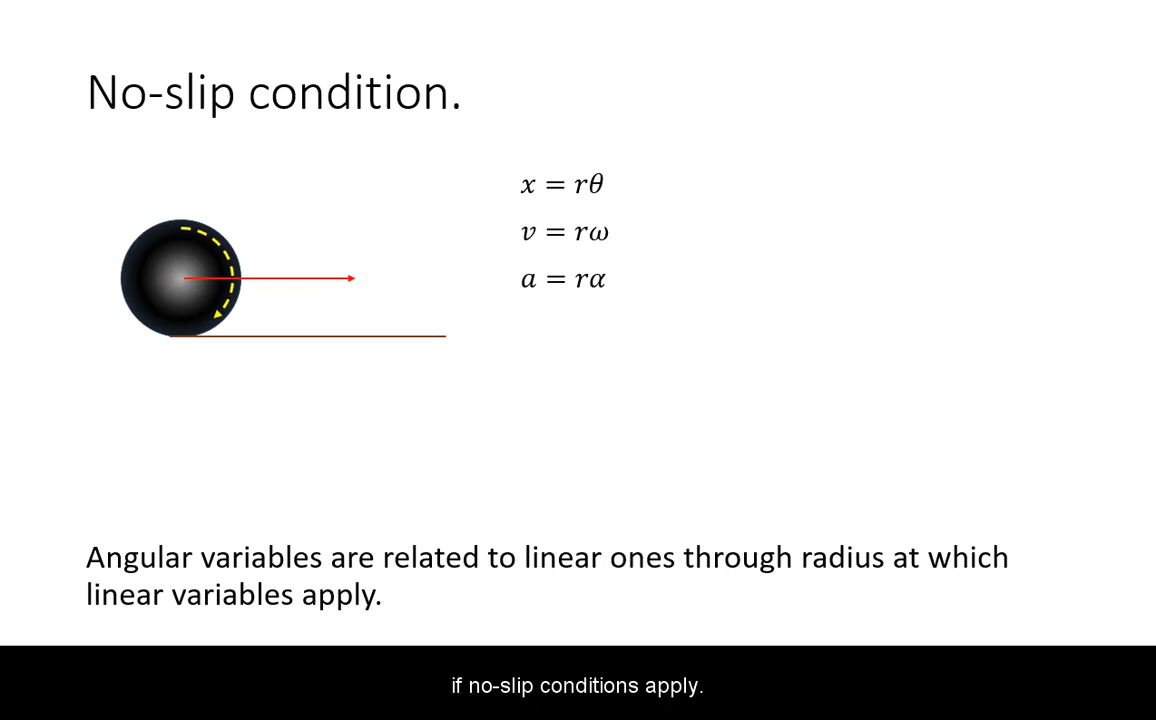 No-slip condition.
x = rθ
v = rω
a = rα
Angular variables are related to linear ones through radius at which
linear variables apply.
if no-slip conditions apply.